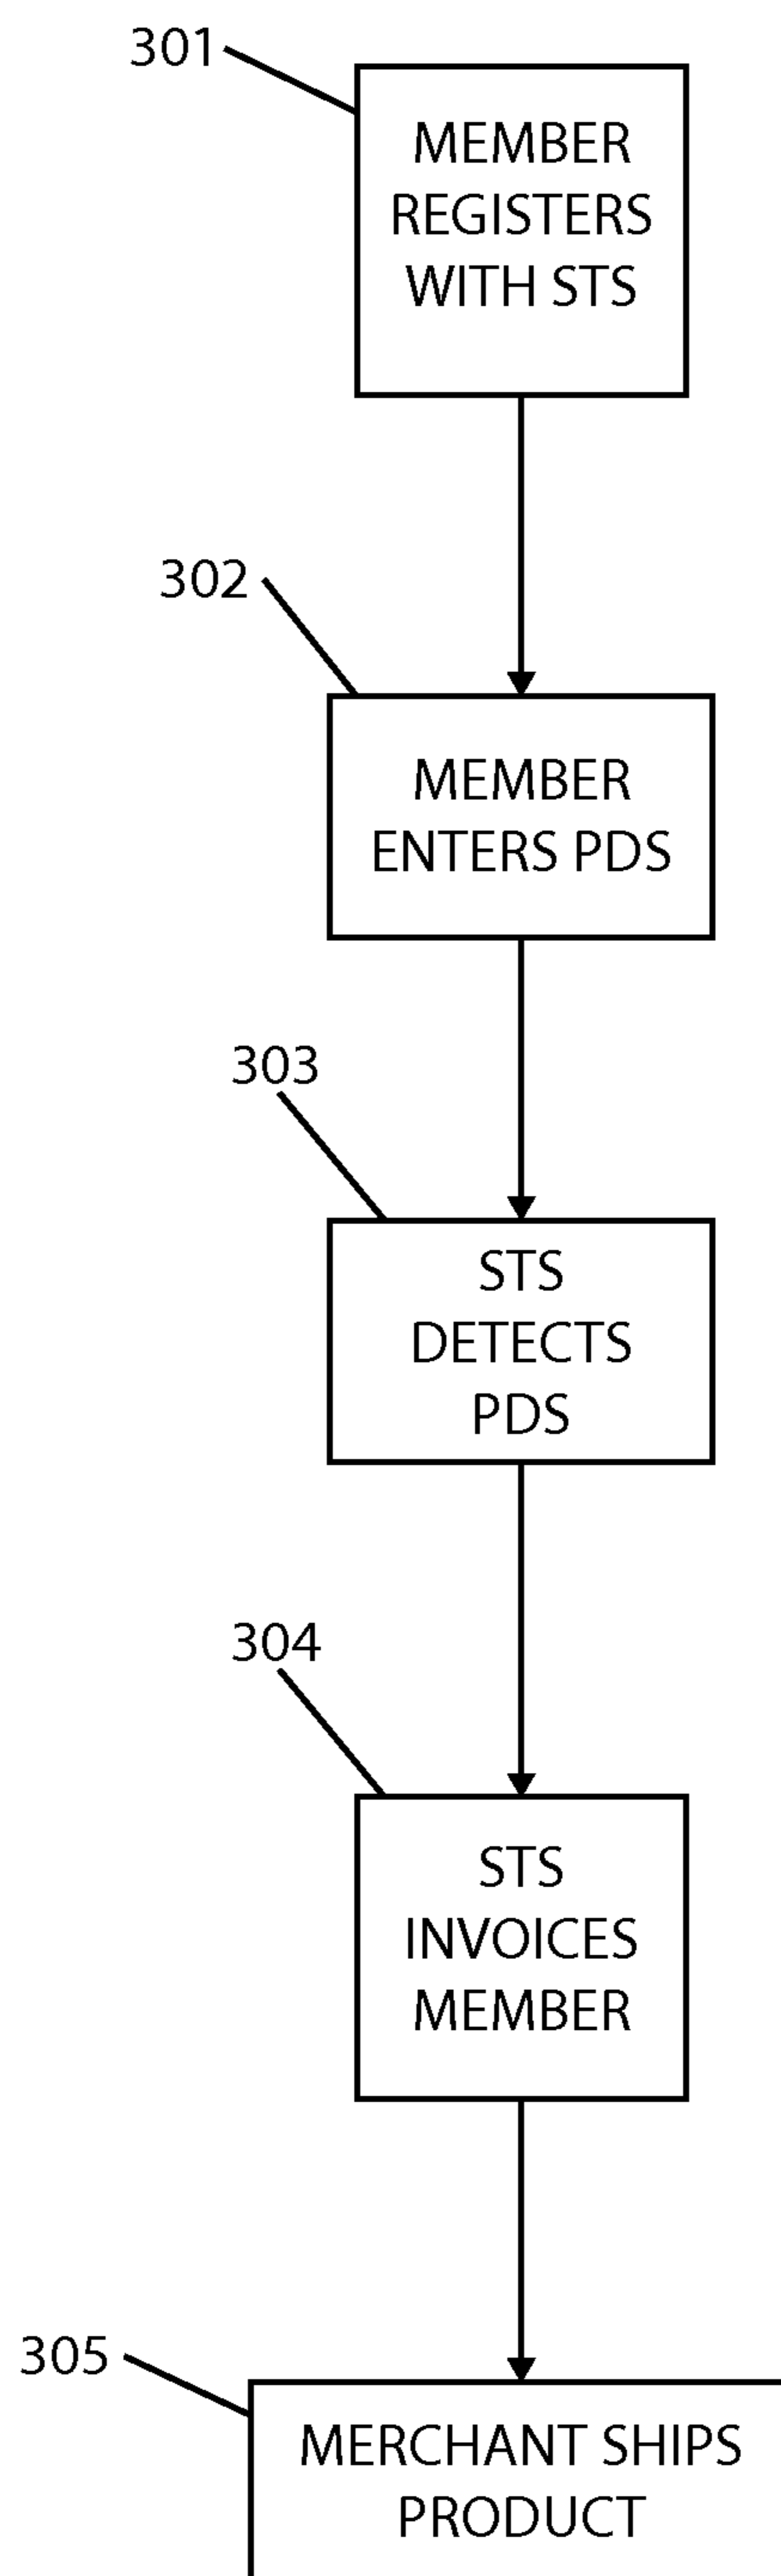 301
MEMBER
REGISTERS
WITH STS
302
MEMBER
ENTERS PDS
303
STS
DETECTS
PDS
304
STS
INVOICES
MEMBER
305
MERCHANT SHIPS
PRODUCT